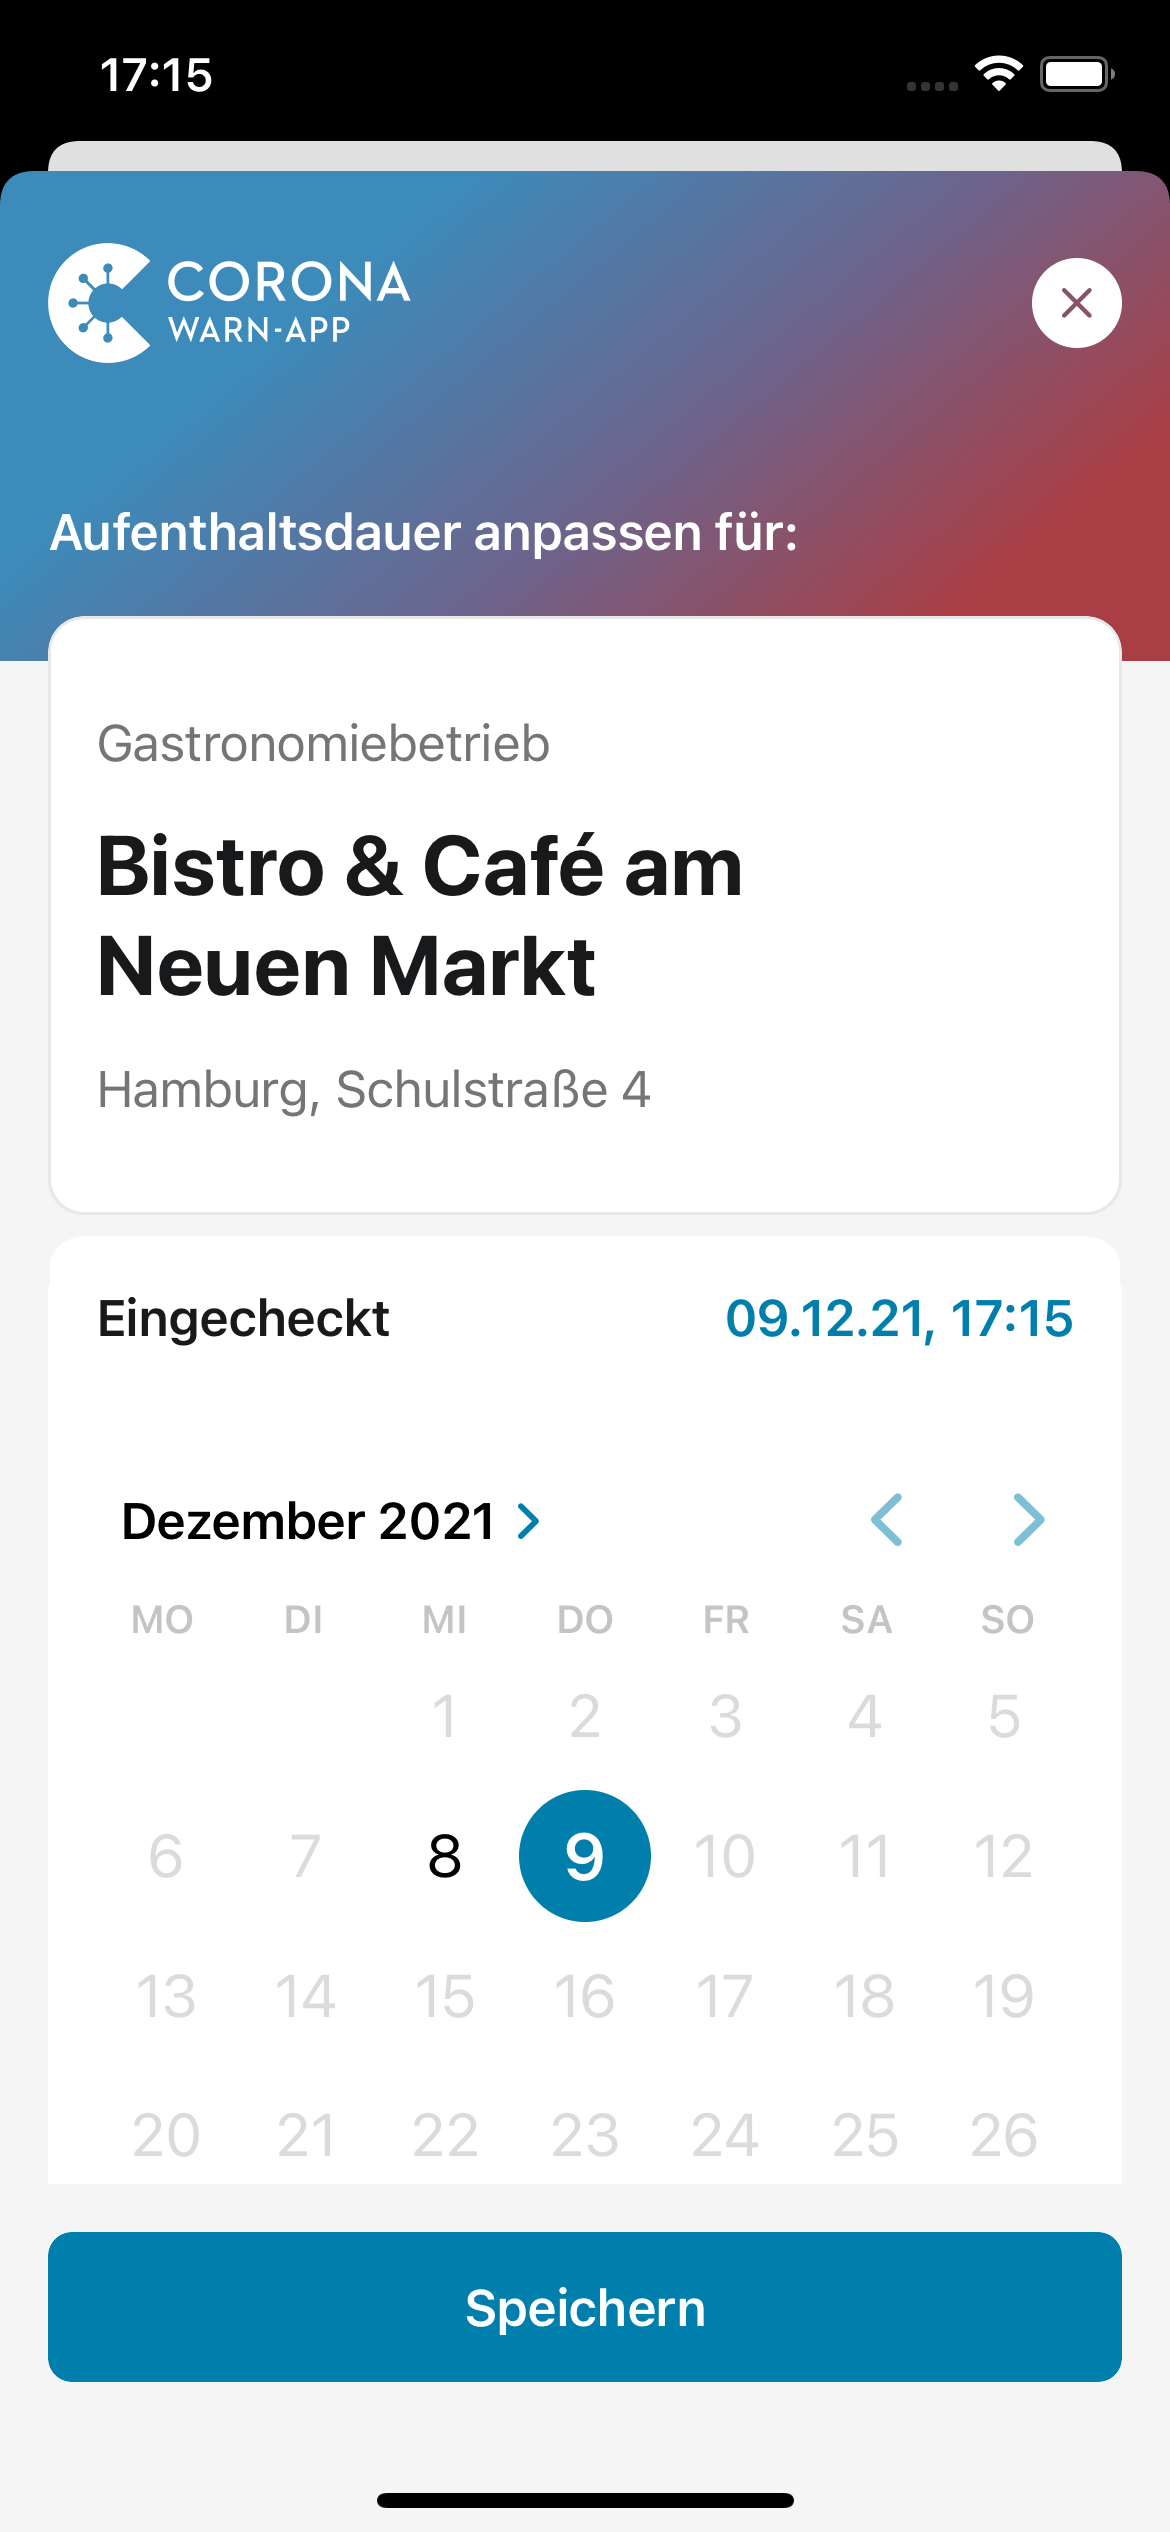 17:15
CORONA
WARN-APP
Aufenthaltsdauer anpassen für:
Gastronomiebetrieb
Bistro & Café am
Neuen Markt
Hamburg, Schulstraße 4
Eingecheckt 09.12.21, 17:15
Dezember 2021
MO DI MI DO FR SA SO
1 2 3 4 5
6 7 8 9 10 11 12
13 14 15 16 17 18 19
20 21 22 23 24 25 26
Speichern